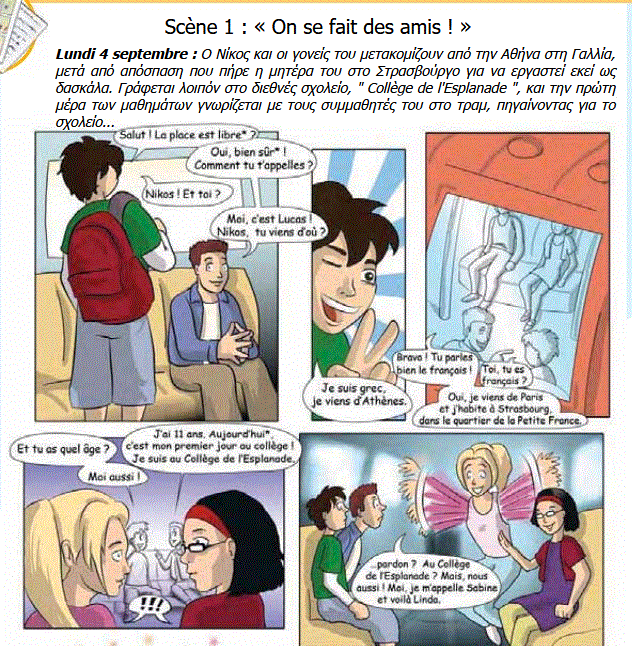 Scène 1 : « On se fait des amis ! »
Lundi 4 septembre : Ο Νίκος και οι γονείς του μετακομίζουν από την Αθήνα στη Γαλλία,
μετά από απόσπαση που πήρε η μητέρα του στο Στρασβούργο για να εργαστεί εκεί ως
δασκάλα. Γράφεται λοιπόν στο διεθνές σχολείο, " Collège de l'Esplanade ", και την πρώτη
μέρα των μαθημάτων γνωρίζεται με τους συμμαθητές του στο τραμ, πηγαίνοντας για το
σχολείο...
Salut ! La place est libre* ?
Oui, bien sûr* !
Comment tu t'appelles ?
Nikos ! Et toi ?
Moi, c'est Lucas !
Nikos, tu viens d'où ?
Je suis grec,
je viens d'Athènes.
Bravo ! Tu parles
bien le français !
Toi, tu es
français ?
Oui, je viens de Paris
et j'habite à Strasbourg,
dans le quartier de la Petite France.
Et tu as quel âge ?
J'ai 11 ans. Aujourd'hui*
c'est mon premier jour au collège !
Je suis au Collège de l'Esplanade.
Moi aussi !
!!!
...pardon ? Au Collège
de l'Esplanade ? Mais, nous
aussi ! Moi, je m'appelle Sabine
et voilà Linda.